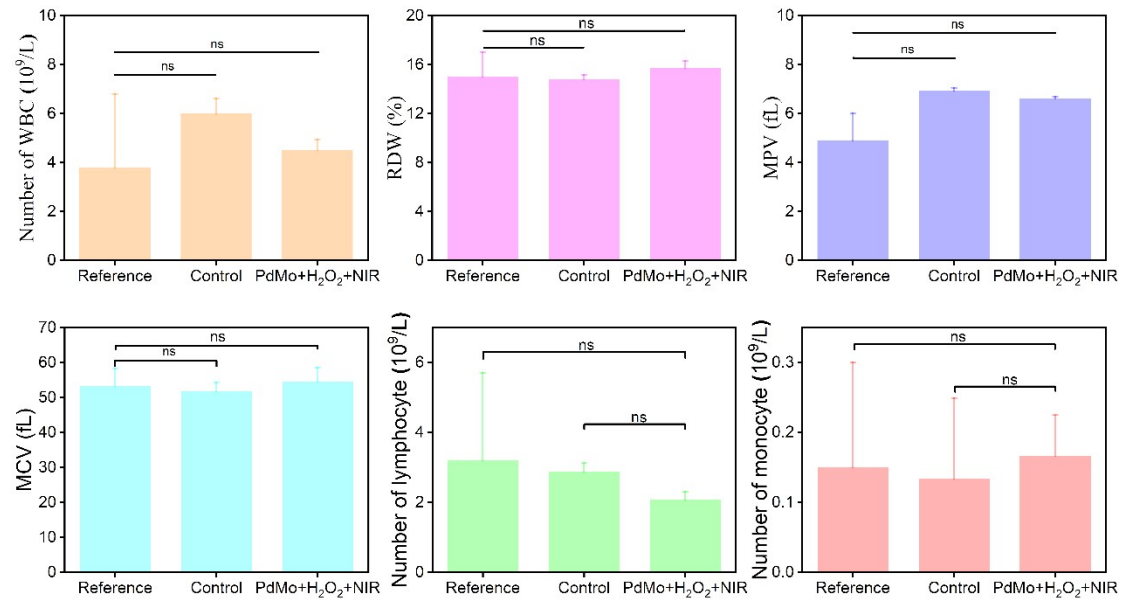 Number of WBC (10⁹/L)
10
8
6
4
2
0
ns
ns
Reference Control PdMo+H₂O₂+NIR
RDW (%)
20
16
12
8
4
0
ns
ns
Reference Control PdMo+H₂O₂+NIR
MPV (fL)
10
8
6
4
2
0
ns
ns
Reference Control PdMo+H₂O₂+NIR
MCV (fL)
70
60
50
40
30
20
10
0
ns
ns
Reference Control PdMo+H₂O₂+NIR
Number of lymphocyte (10⁹/L)
6
4
2
0
ns
ns
Reference Control PdMo+H₂O₂+NIR
Number of monocyte (10⁹/L)
0.3
0.2
0.1
0.0
ns
ns
Reference Control PdMo+H₂O₂+NIR